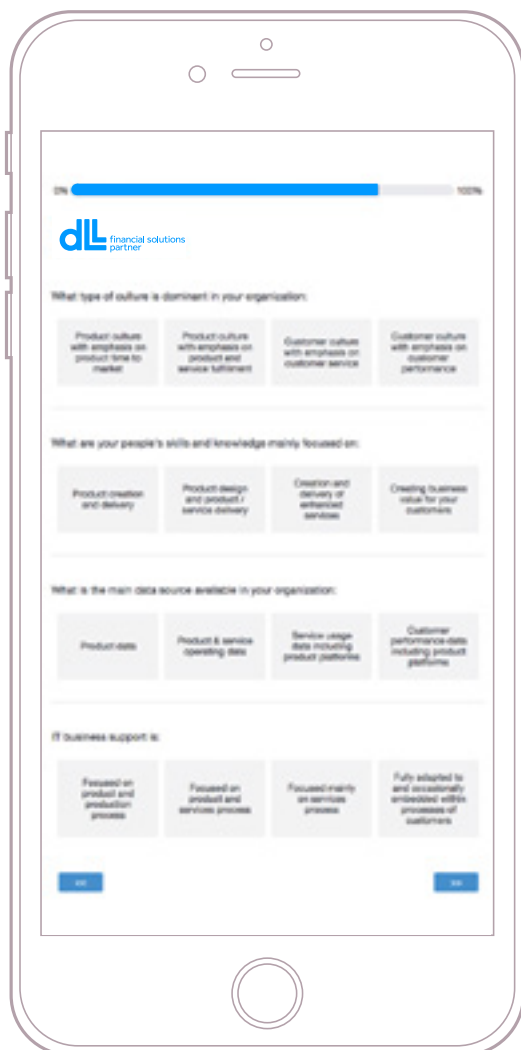 0% 100%
dLL financial solutions
partner
What type of culture is dominant in your organization:
Product culture
with emphasis on
product time to
market
Product culture
with emphasis on
product and
service fulfilment
Customer culture
with emphasis on
customer service
Customer culture
with emphasis on
customer
performance
What are your people's skills and knowledge mainly focused on:
Product creation
and delivery
Product design
and product /
service delivery
Creation and
delivery of
enhanced
services
Creating business
value for your
customers
What is the main data source available in your organization:
Product data
Product & service
operating data
Service usage
data including
product platforms
Customer
performance data
including product
platforms
IT business support is:
Focused on
product and
production
process
Focused on
product and
services process
Focused mainly
on services
process
Fully adapted to
and occasionally
embedded within
processes of
customers
<< >>